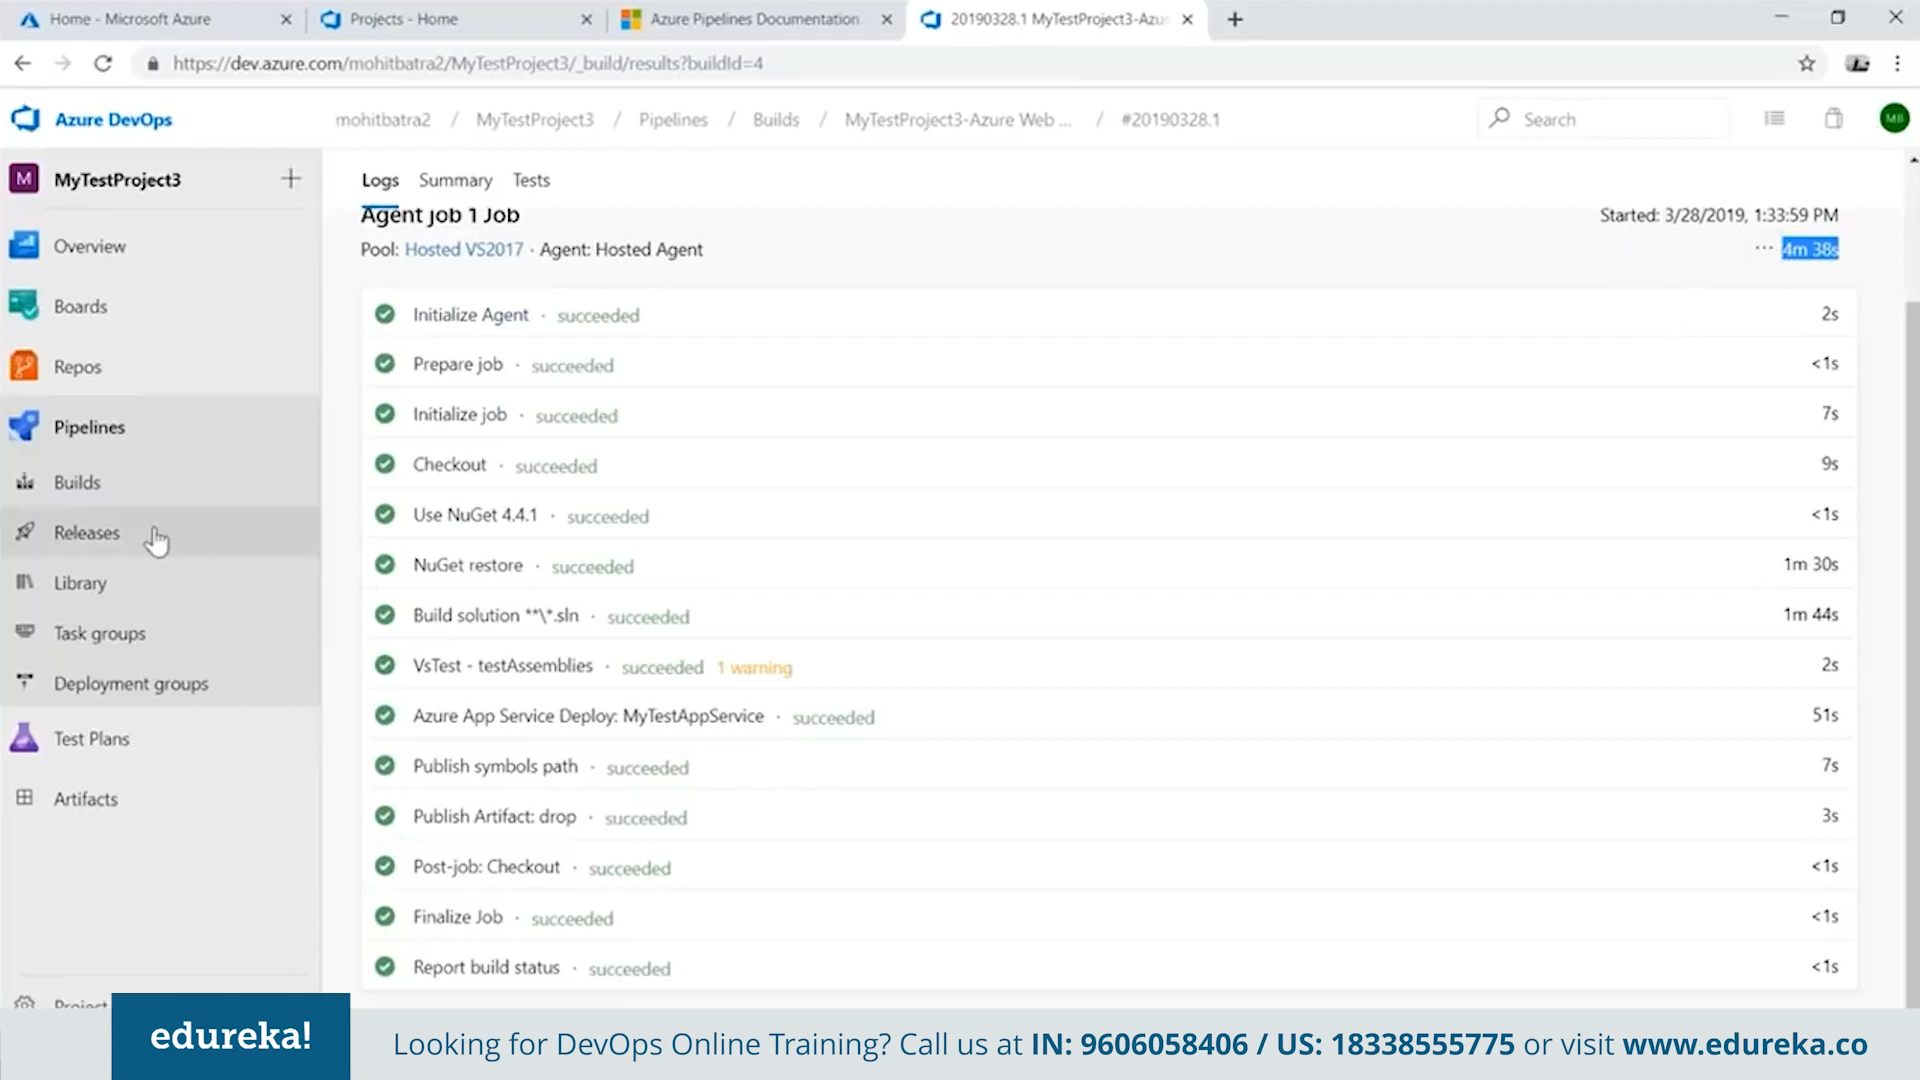 Home - Microsoft Azure
Projects - Home
Azure Pipelines Documentation
20190328.1 MyTestProject3-Azu
https://dev.azure.com/mohitbatra2/MyTestProject3/_build/results?buildId=4
Azure DevOps
mohitbatra2 / MyTestProject3 / Pipelines / Builds / MyTestProject3-Azure Web ... / #20190328.1
Search
MB
M MyTestProject3
Overview
Boards
Repos
Pipelines
Builds
Releases
Library
Task groups
Deployment groups
Test Plans
Artifacts
Project
Logs Summary Tests
Agent job 1 Job
Started: 3/28/2019, 1:33:59 PM
Pool: Hosted VS2017 · Agent: Hosted Agent
... 4m 38s
Initialize Agent · succeeded 2s
Prepare job · succeeded <1s
Initialize job · succeeded 7s
Checkout · succeeded 9s
Use NuGet 4.4.1 · succeeded <1s
NuGet restore · succeeded 1m 30s
Build solution **\*.sln · succeeded 1m 44s
VsTest - testAssemblies · succeeded 1 warning 2s
Azure App Service Deploy: MyTestAppService · succeeded 51s
Publish symbols path · succeeded 7s
Publish Artifact: drop · succeeded 3s
Post-job: Checkout · succeeded <1s
Finalize Job · succeeded <1s
Report build status · succeeded <1s
edureka!
Looking for DevOps Online Training? Call us at IN: 9606058406 / US: 18338555775 or visit www.edureka.co